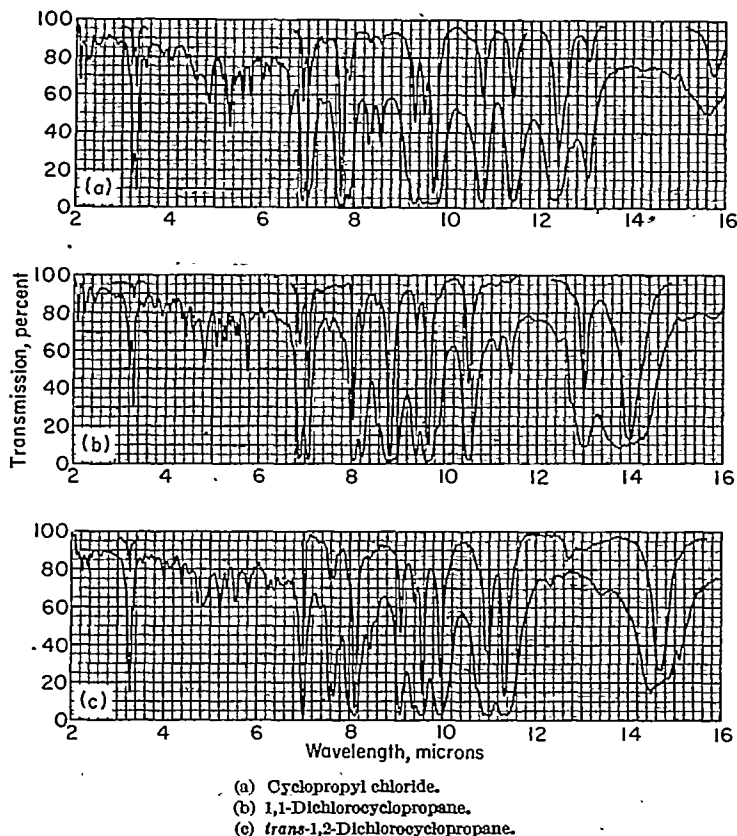 100
80
60
40
20
0
(a)
2 4 6 8 10 12 14 16
100
80
60
40
20
0
(b)
2 4 6 8 10 12 14 16
Transmission, percent
100
80
60
40
20
0
(c)
2 4 6 8 10 12 14 16
Wavelength, microns
(a) Cyclopropyl chloride.
(b) 1,1-Dichlorocyclopropane.
(c) trans-1,2-Dichlorocyclopropane.